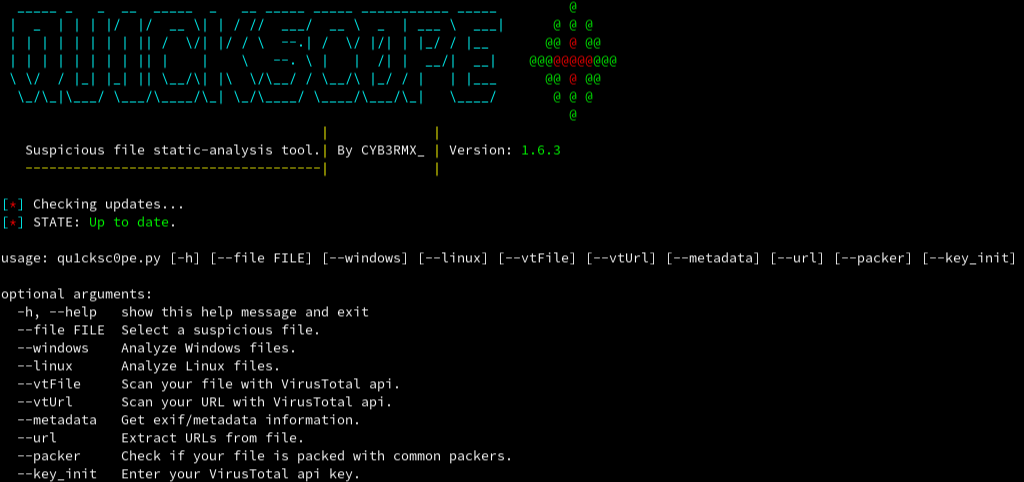 QU1CKSC0PE
Suspicious file static-analysis tool.| By CYB3RMX_ | Version: 1.6.3
[*] Checking updates...
[*] STATE: Up to date.
usage: qu1cksc0pe.py [-h] [--file FILE] [--windows] [--linux] [--vtFile] [--vtUrl] [--metadata] [--url] [--packer] [--key_init]
optional arguments:
-h, --help show this help message and exit
--file FILE Select a suspicious file.
--windows Analyze Windows files.
--linux Analyze Linux files.
--vtFile Scan your file with VirusTotal api.
--vtUrl Scan your URL with VirusTotal api.
--metadata Get exif/metadata information.
--url Extract URLs from file.
--packer Check if your file is packed with common packers.
--key_init Enter your VirusTotal api key.